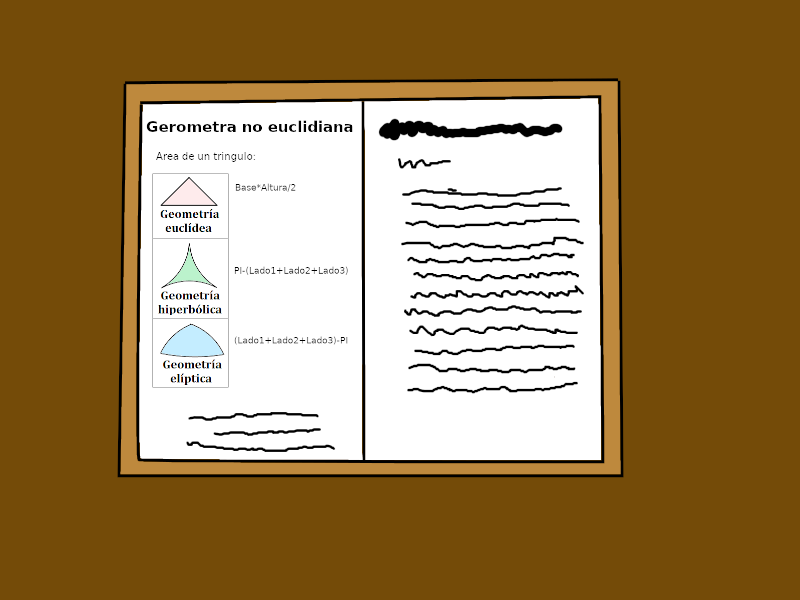 Gerometra no euclidiana
Area de un tringulo:
Base*Altura/2
Geometría
euclídea
PI-(Lado1+Lado2+Lado3)
Geometría
hiperbólica
(Lado1+Lado2+Lado3)-PI
Geometría
elíptica